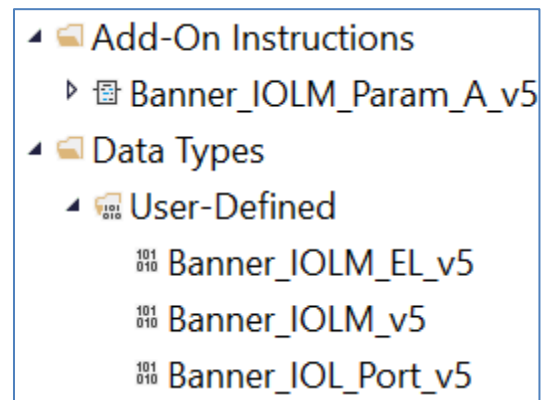 Add-On Instructions
Banner_IOLM_Param_A_v5
Data Types
User-Defined
Banner_IOLM_EL_v5
Banner_IOLM_v5
Banner_IOL_Port_v5